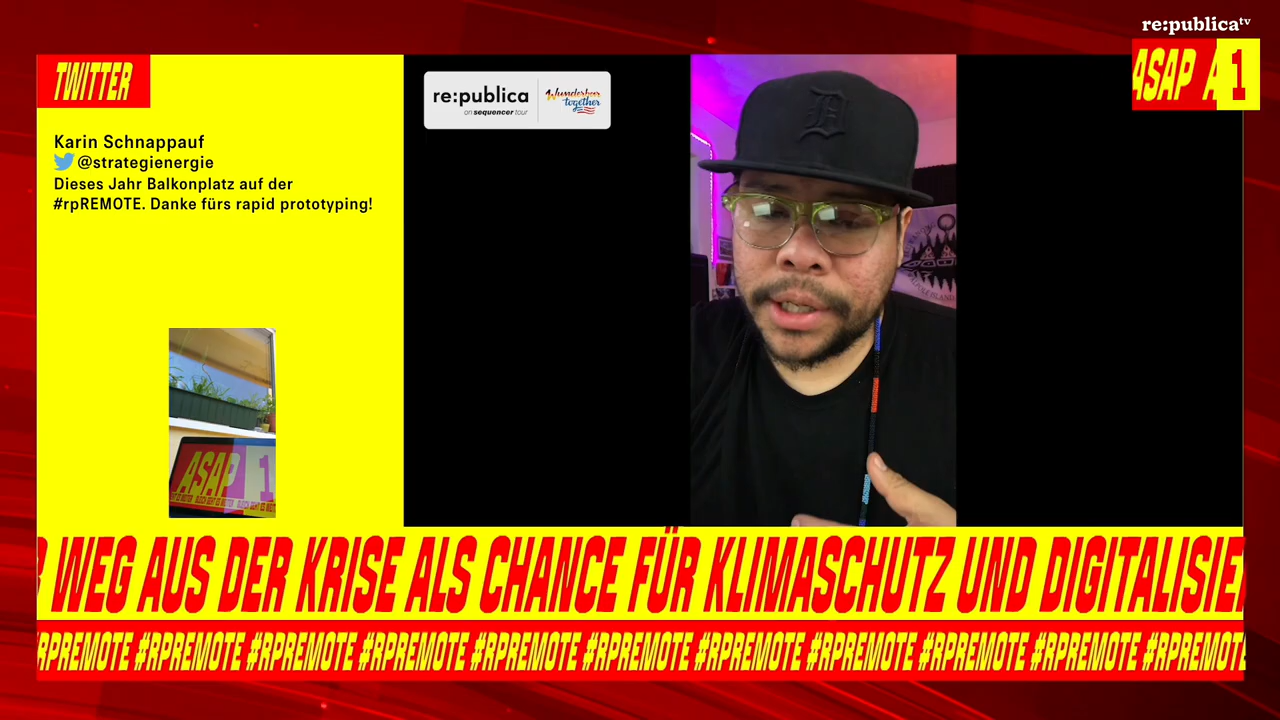 re:publica tv
ASAP A 1
TWITTER
re:publica
on sequencer tour
Wunderbar
together
Karin Schnappauf
@strategienergie
Dieses Jahr Balkonplatz auf der
#rpREMOTE. Danke fürs rapid prototyping!
D
ASAP 1
WEG AUS DER KRISE ALS CHANCE FÜR KLIMASCHUTZ UND DIGITALISIE
#RPREMOTE #RPREMOTE #RPREMOTE #RPREMOTE #RPREMOTE #RPREMOTE #RPREMOTE #RPREMOTE #RPREMOTE #RPREMOTE #RPREMOTE